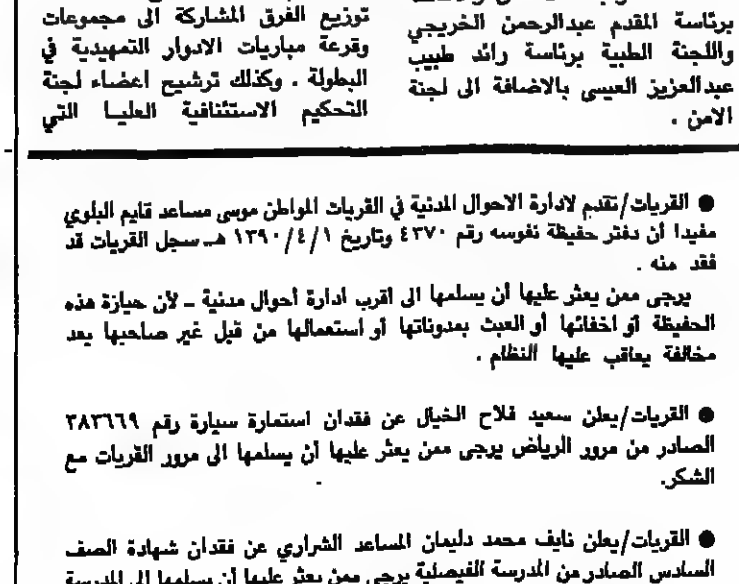 برئاسة المقدم عبدالرحمن الخريجي
واللجنة الطبية برئاسة رائد طبيب
عبدالعزيز العيسى بالاضافة الى لجنة
الامن .
توزيع الفرق المشاركة الى مجموعات
وقرعة مباريات الادوار التمهيدية في
البطولة . وكذلك ترشيح اعضاء لجنة
التحكيم الاستئنافية العليا التي
● القريات/تقدم لادارة الاحوال المدنية في القريات المواطن موسى مساعد قايم البلوي
مفيدا أن دفتر حفيظة نفوسه رقم ٤٣٧٠ وتاريخ ١٣٩٠/٤/١ هـ سجل القريات قد
فقد منه .
يرجى ممن يعثر عليها أن يسلمها الى أقرب ادارة أحوال مدنية ـ لأن حيازة هذه
الحفيظة أو اخفائها أو العبث بمدوناتها أو استعمالها من قبل غير صاحبها يعد
مخالفة يعاقب عليها النظام .
● القريات/يعلن سعيد فلاح الخيال عن فقدان استمارة سيارة رقم ٣٨٣٦٦٩
الصادر من مرور الرياض يرجى ممن يعثر عليها أن يسلمها الى مرور القريات مع
الشكر.
● القريات/يعلن نايف محمد دليمان المساعد الشراري عن فقدان شهادة الصف
السادس الصادر من المدرسة الفيصلية يرجى ممن يعثر عليها أن يسلمها الى المدرسة